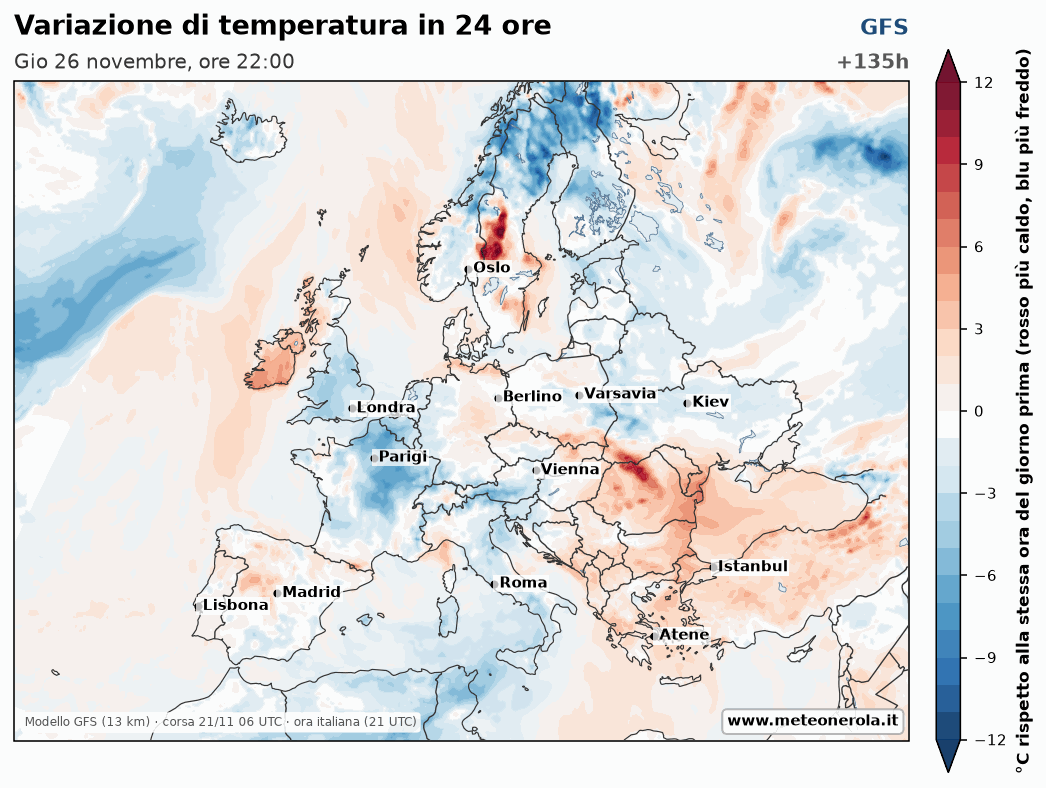 Variazione di temperatura in 24 ore
GFS
Gio 26 novembre, ore 22:00
+135h
Oslo
Londra
Berlino
Varsavia
Kiev
Parigi
Vienna
Istanbul
Roma
Madrid
Lisbona
Atene
Modello GFS (13 km) · corsa 21/11 06 UTC · ora italiana (21 UTC)
www.meteonerola.it
12
9
6
3
0
−3
−6
−9
−12
°C rispetto alla stessa ora del giorno prima (rosso più caldo, blu più freddo)